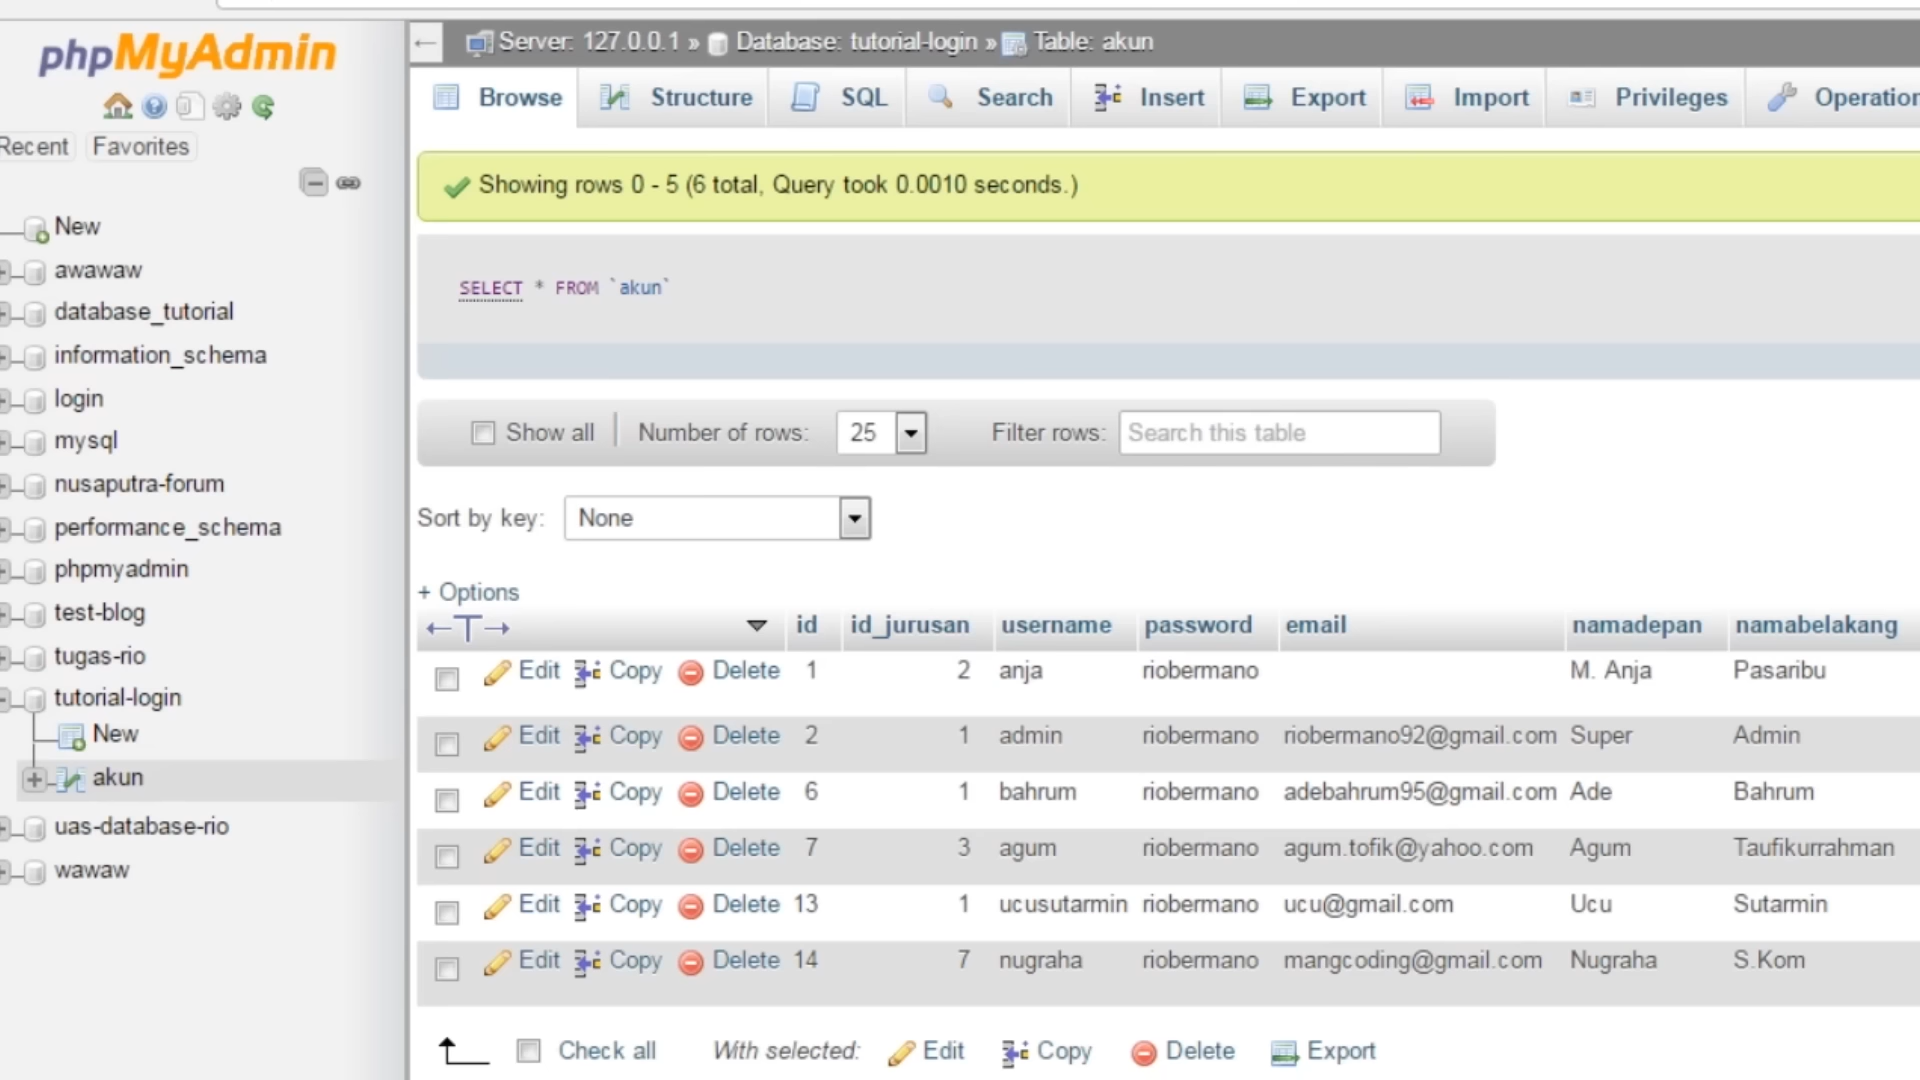 phpMyAdmin
Recent Favorites
New
awawaw
database_tutorial
information_schema
login
mysql
nusaputra-forum
performance_schema
phpmyadmin
test-blog
tugas-rio
tutorial-login
New
akun
uas-database-rio
wawaw
Server: 127.0.0.1 » Database: tutorial-login » Table: akun
Browse Structure SQL Search Insert Export Import Privileges Operation
Showing rows 0 - 5 (6 total, Query took 0.0010 seconds.)
SELECT * FROM `akun`
Show all Number of rows: 25 Filter rows: Search this table
Sort by key: None
+ Options
id id_jurusan username password email namadepan namabelakang
Edit Copy Delete 1 2 anja riobermano M. Anja Pasaribu
Edit Copy Delete 2 1 admin riobermano riobermano92@gmail.com Super Admin
Edit Copy Delete 6 1 bahrum riobermano adebahrum95@gmail.com Ade Bahrum
Edit Copy Delete 7 3 agum riobermano agum.tofik@yahoo.com Agum Taufikurrahman
Edit Copy Delete 13 1 ucusutarmin riobermano ucu@gmail.com Ucu Sutarmin
Edit Copy Delete 14 7 nugraha riobermano mangcoding@gmail.com Nugraha S.Kom
Check all With selected: Edit Copy Delete Export